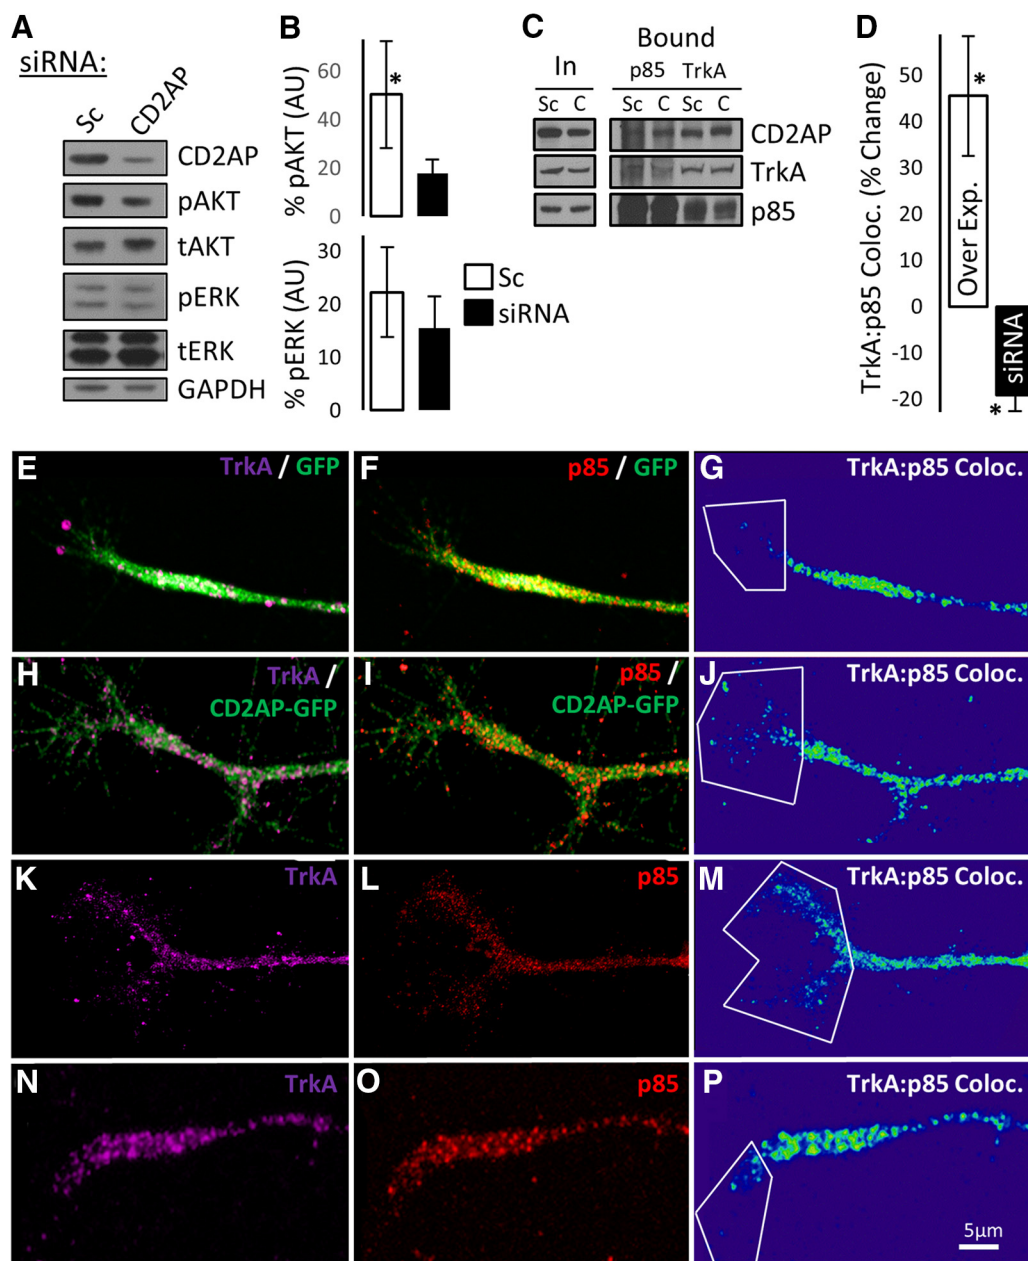 A
siRNA:
Sc
CD2AP
CD2AP
pAKT
tAKT
pERK
tERK
GAPDH
B
% pAKT (AU)
60
40
20
0
*
% pERK (AU)
30
20
10
0
Sc
siRNA
C
Bound
In
p85 TrkA
Sc C Sc C Sc C
CD2AP
TrkA
p85
D
TrkA:p85 Coloc. (% Change)
50
40
30
20
10
0
-10
-20
*
Over Exp.
siRNA
*
E
TrkA / GFP
F
p85 / GFP
G
TrkA:p85 Coloc.
H
TrkA /
CD2AP-GFP
I
p85 /
CD2AP-GFP
J
TrkA:p85 Coloc.
K
TrkA
L
p85
M
TrkA:p85 Coloc.
N
TrkA
O
p85
P
TrkA:p85 Coloc.
5µm